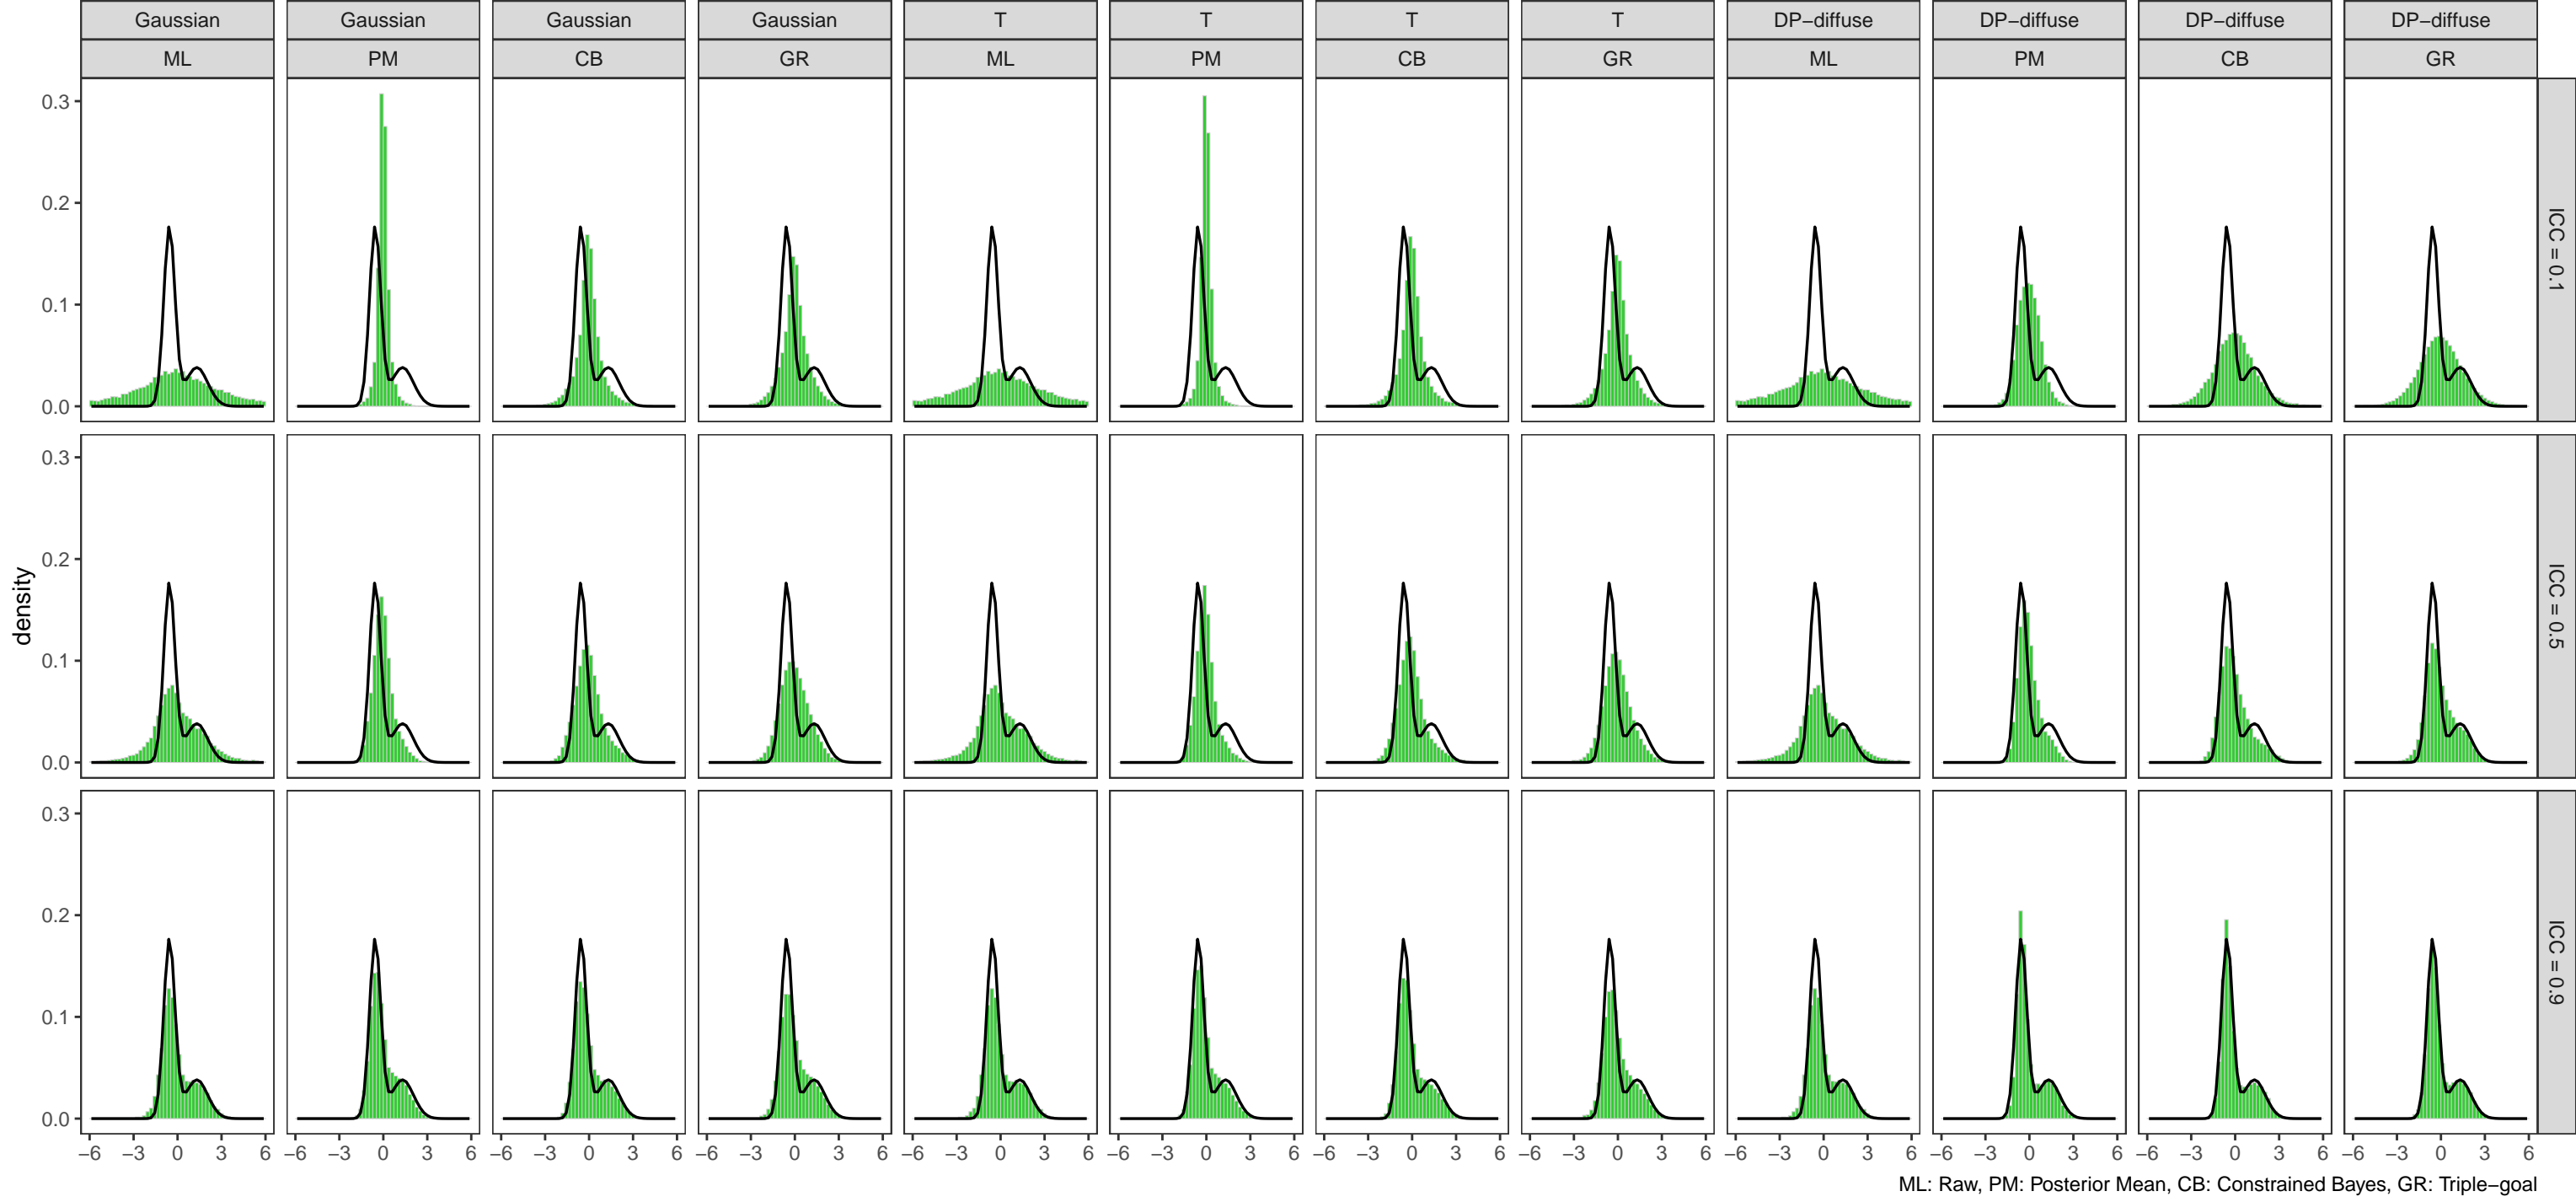 Gaussian Gaussian Gaussian Gaussian T T T T DP−diffuse DP−diffuse DP−diffuse DP−diffuse
ML PM CB GR ML PM CB GR ML PM CB GR
0.3
0.2
0.1
0.0
ICC = 0.1
0.3
0.2
0.1
0.0
ICC = 0.5
density
0.3
0.2
0.1
0.0
ICC = 0.9
−6 −3 0 3 6 −6 −3 0 3 6 −6 −3 0 3 6 −6 −3 0 3 6 −6 −3 0 3 6 −6 −3 0 3 6 −6 −3 0 3 6 −6 −3 0 3 6 −6 −3 0 3 6 −6 −3 0 3 6 −6 −3 0 3 6 −6 −3 0 3 6
ML: Raw, PM: Posterior Mean, CB: Constrained Bayes, GR: Triple−goal